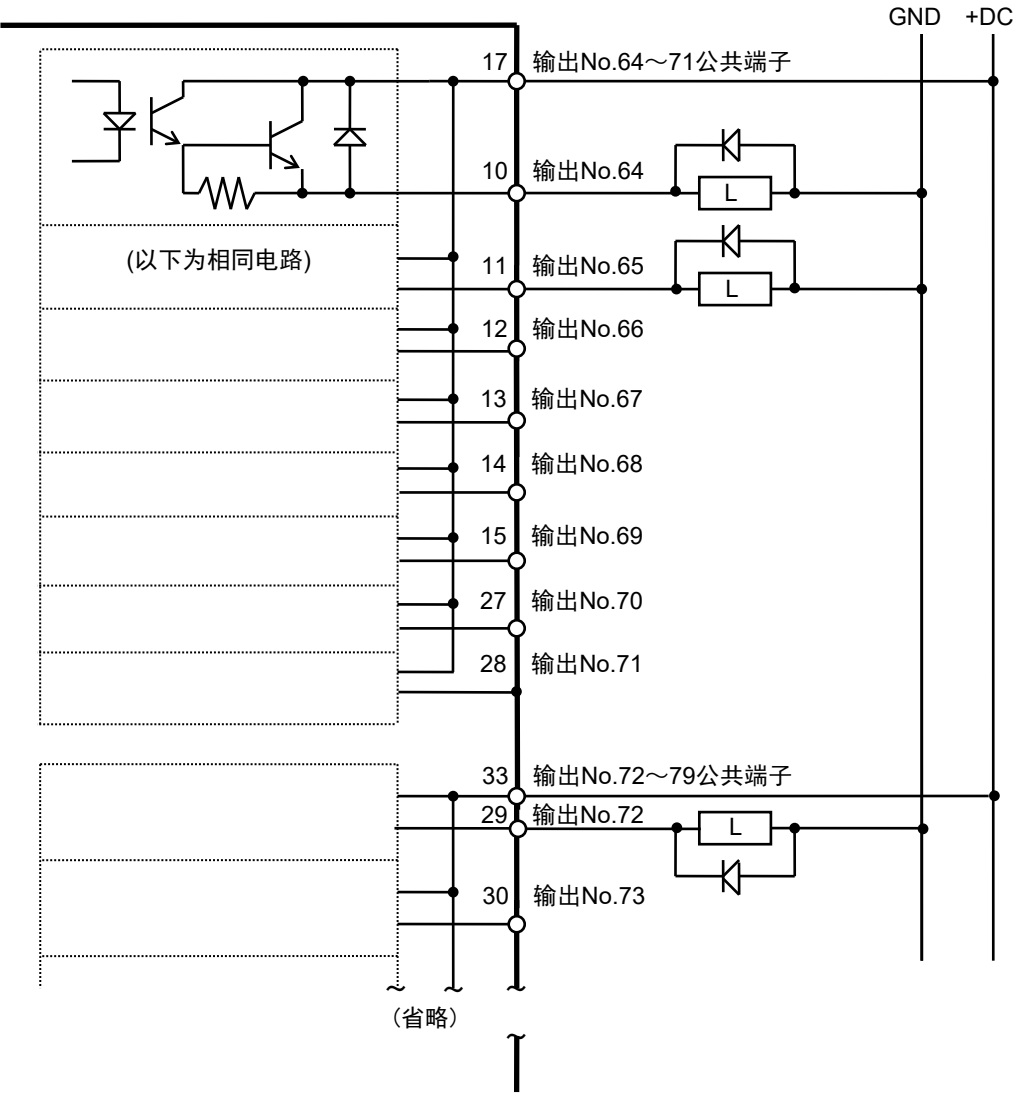 GND +DC
17 输出No.64～71公共端子
10 输出No.64
L
(以下为相同电路)
11 输出No.65
L
12 输出No.66
13 输出No.67
14 输出No.68
15 输出No.69
27 输出No.70
28 输出No.71
33 输出No.72～79公共端子
29 输出No.72
L
30 输出No.73
（省略）